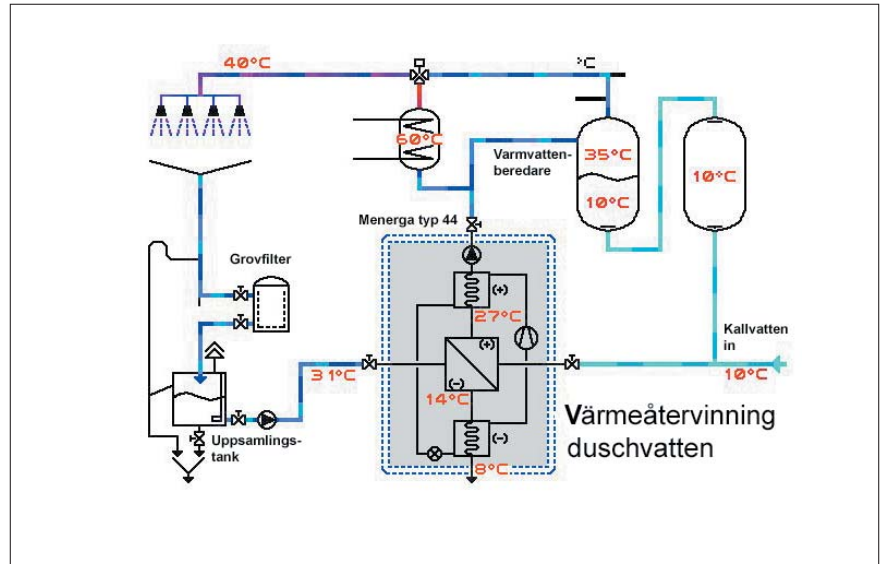 40°C
°C
60°C
Varmvatten-
beredare
35°C
10°C
10°C
Menerga typ 44
Grovfilter
(+)
27°C
Kallvatten
in
10°C
31°C
(+)
(-)
14°C
Värmeåtervinning
duschvatten
(-)
Uppsamlings-
tank
8°C